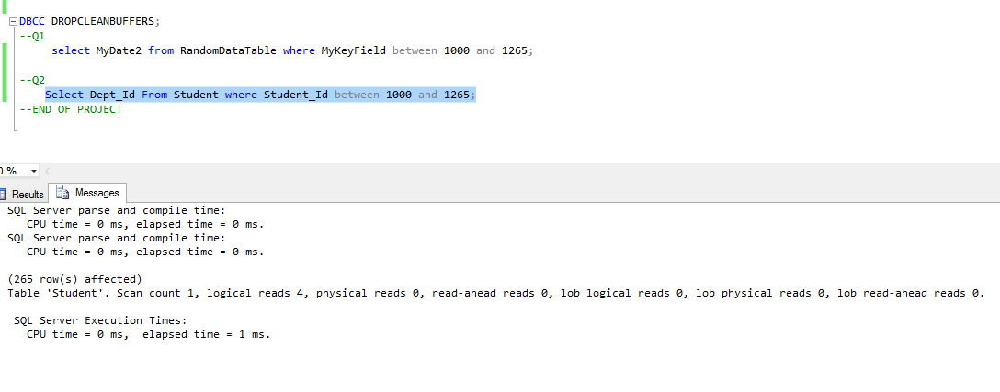 DBCC DROPCLEANBUFFERS;
--Q1
select MyDate2 from RandomDataTable where MyKeyField between 1000 and 1265;
--Q2
Select Dept_Id From Student where Student_Id between 1000 and 1265;
--END OF PROJECT
0 %
Results Messages
SQL Server parse and compile time:
CPU time = 0 ms, elapsed time = 0 ms.
SQL Server parse and compile time:
CPU time = 0 ms, elapsed time = 0 ms.
(265 row(s) affected)
Table 'Student'. Scan count 1, logical reads 4, physical reads 0, read-ahead reads 0, lob logical reads 0, lob physical reads 0, lob read-ahead reads 0.
SQL Server Execution Times:
CPU time = 0 ms,  elapsed time = 1 ms.